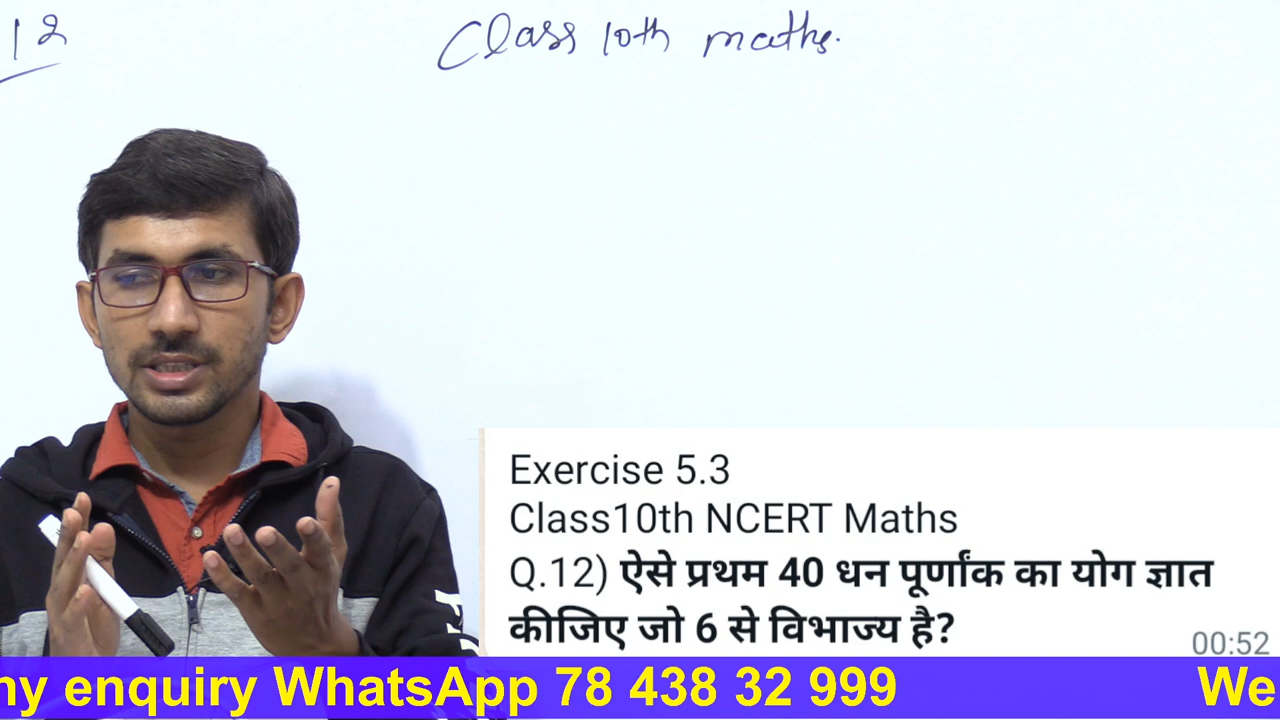 12
Class 10th maths.
Exercise 5.3
Class10th NCERT Maths
Q.12) ऐसे प्रथम 40 धन पूर्णांक का योग ज्ञात
कीजिए जो 6 से विभाज्य है?
00:52
ny enquiry WhatsApp 78 438 32 999 We